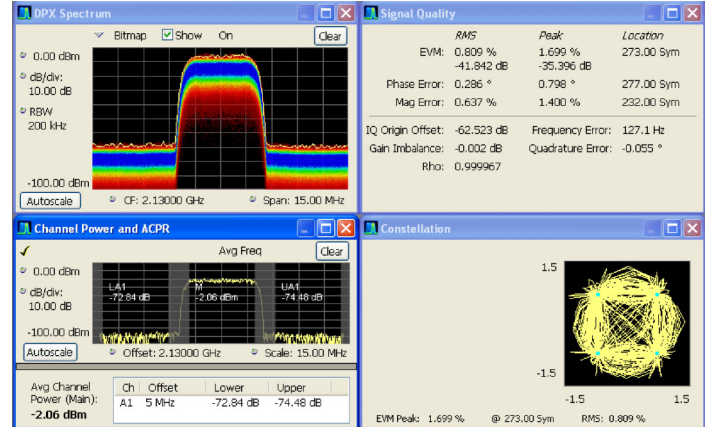 DPX Spectrum
Bitmap Show On Clear
0.00 dBm
dB/div:
10.00 dB
RBW
200 kHz
-100.00 dBm
Autoscale CF: 2.13000 GHz Span: 15.00 MHz
Signal Quality
RMS Peak Location
EVM: 0.809 % 1.699 % 273.00 Sym
-41.842 dB -35.396 dB
Phase Error: 0.286 ° 0.798 ° 277.00 Sym
Mag Error: 0.637 % 1.400 % 232.00 Sym
IQ Origin Offset: -62.523 dB Frequency Error: 127.1 Hz
Gain Imbalance: -0.002 dB Quadrature Error: -0.055 °
Rho: 0.999967
Channel Power and ACPR
Avg Freq Clear
0.00 dBm
dB/div:
10.00 dB
LA1 M UA1
-72.84 dB -2.06 dBm -74.48 dB
-100.00 dBm
Autoscale Offset: 2.13000 GHz Scale: 15.00 MHz
Avg Channel
Power (Main):
-2.06 dBm
Ch Offset Lower Upper
A1 5 MHz -72.84 dB -74.48 dB
Constellation
1.5
-1.5
-1.5 1.5
EVM Peak: 1.699 % @ 273.00 Sym RMS: 0.809 %